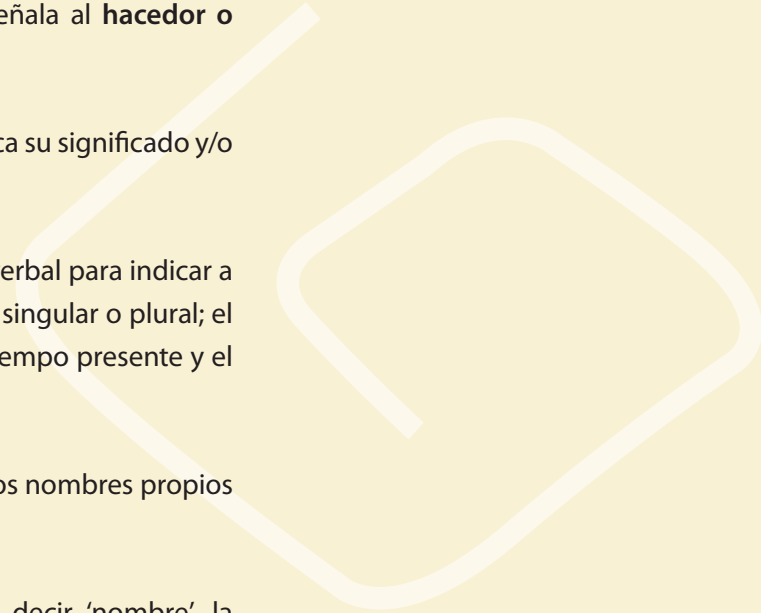 eñala al hacedor o
ca su significado y/o
erbal para indicar a
singular o plural; el
empo presente y el
os nombres propios
decir ‘nombre’, la